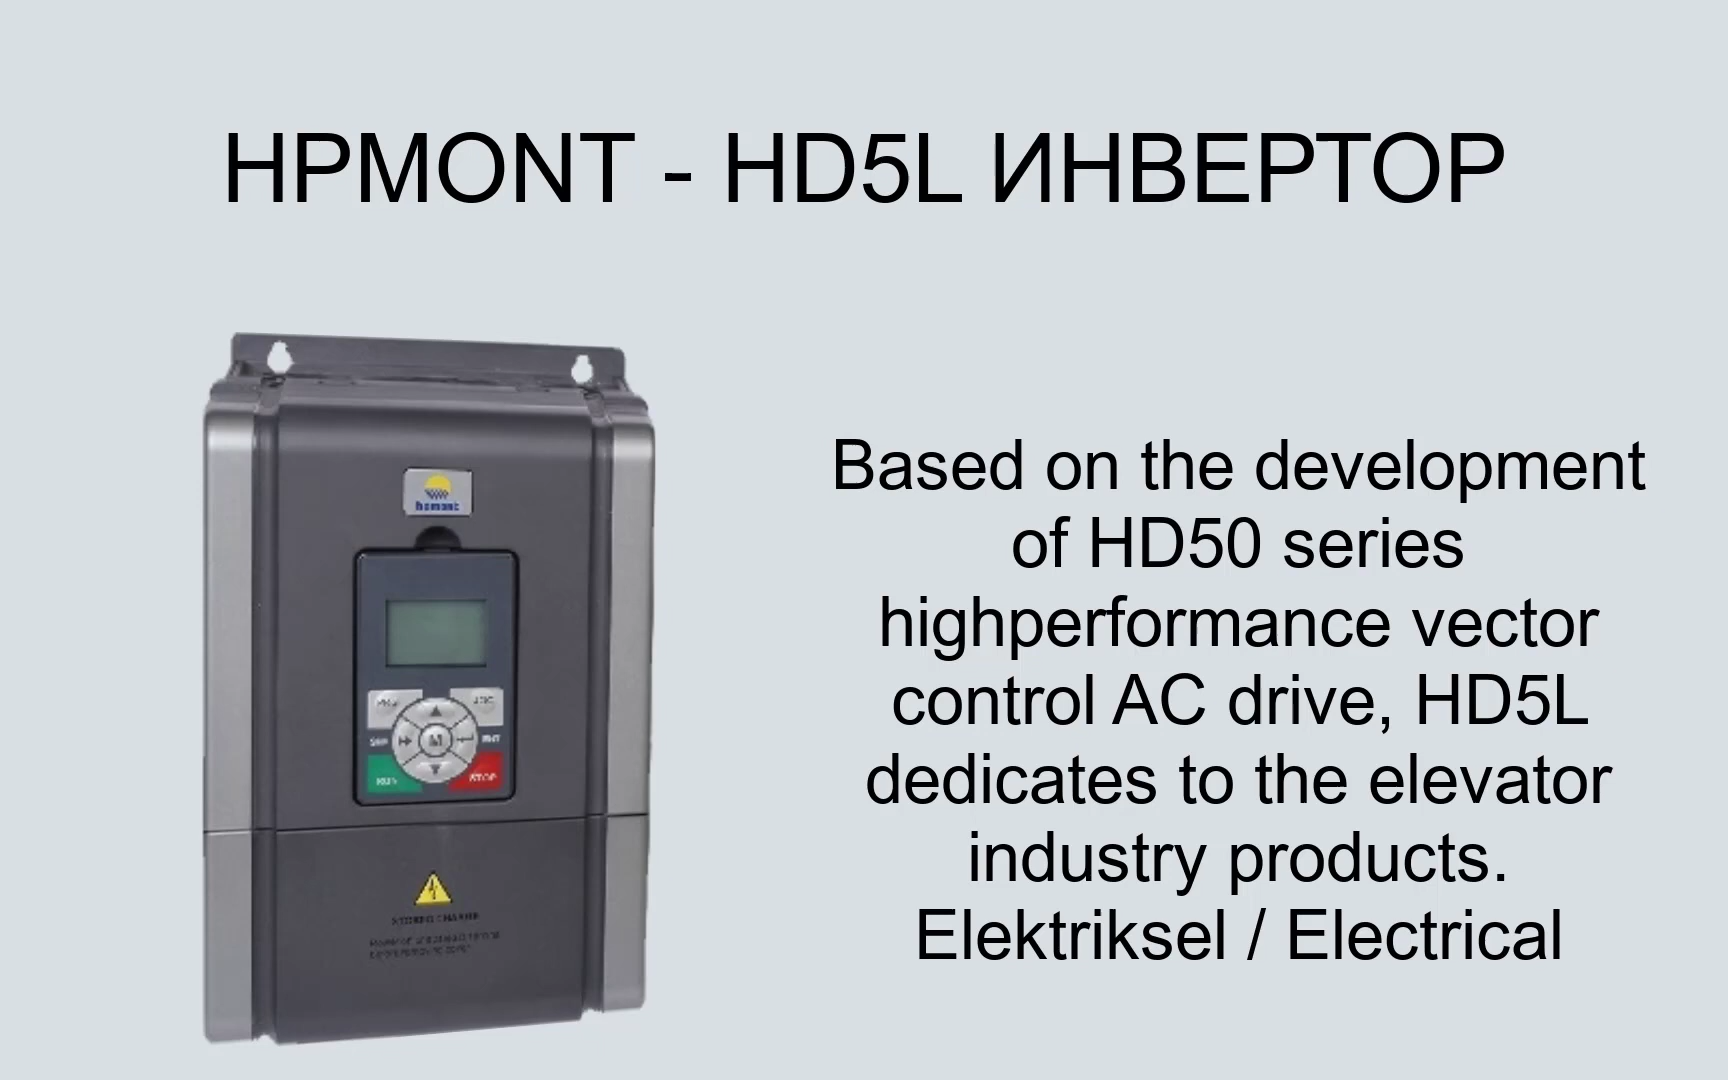 HPMONT - HD5L ИНВЕРТОР
hpmont
M
RUN
STOP
Based on the development
of HD50 series
highperformance vector
control AC drive, HD5L
dedicates to the elevator
industry products.
Elektriksel / Electrical